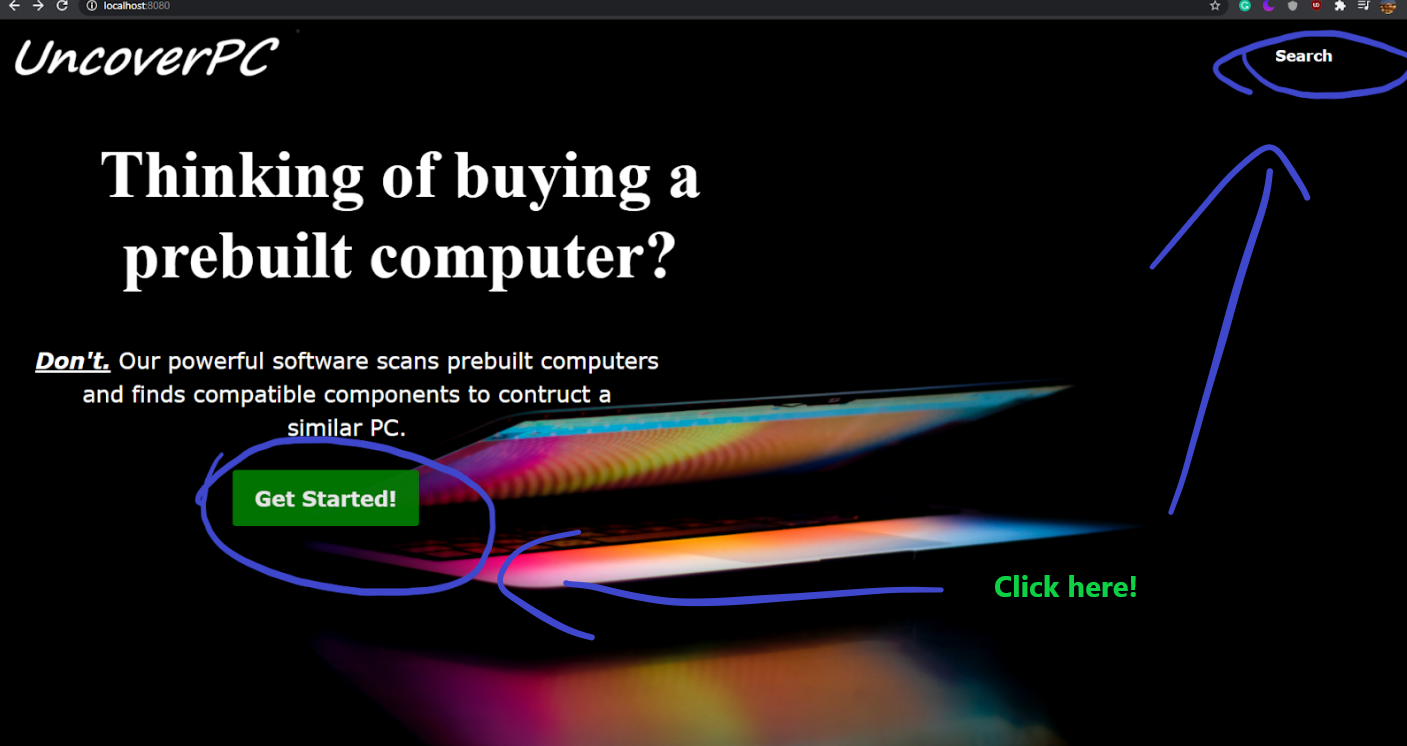 localhost:8080
UncoverPC
Search
Thinking of buying a
prebuilt computer?
Don't. Our powerful software scans prebuilt computers
and finds compatible components to contruct a
similar PC.
Get Started!
Click here!